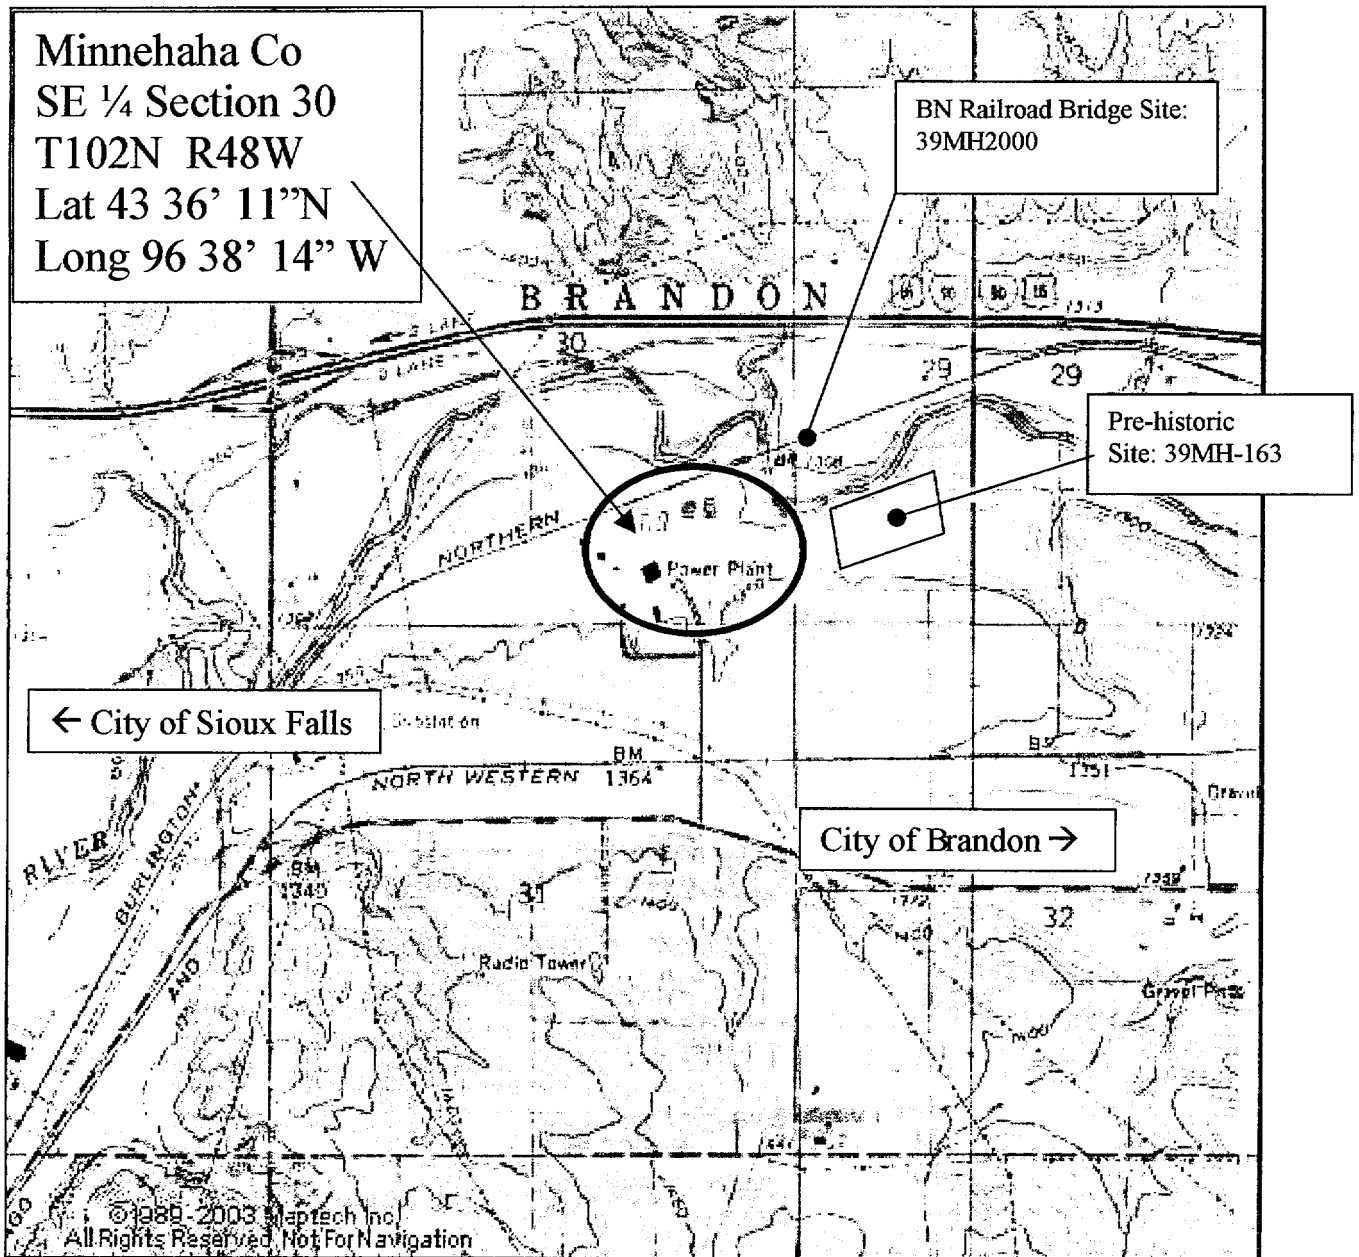 Minnehaha Co
SE ¼ Section 30
T102N R48W
Lat 43 36’ 11”N
Long 96 38’ 14” W
BN Railroad Bridge Site:
39MH2000
BRANDON
30
29
29
Pre-historic
Site: 39MH-163
NORTHERN
Power Plant
← City of Sioux Falls
Substation
BM
1364
NORTH WESTERN
1351
City of Brandon →
RIVER
BURLINGTON
BM
1340
AND
31
32
Radio Tower
©1989-2003 Maptech Inc.
All Rights Reserved. Not For Navigation